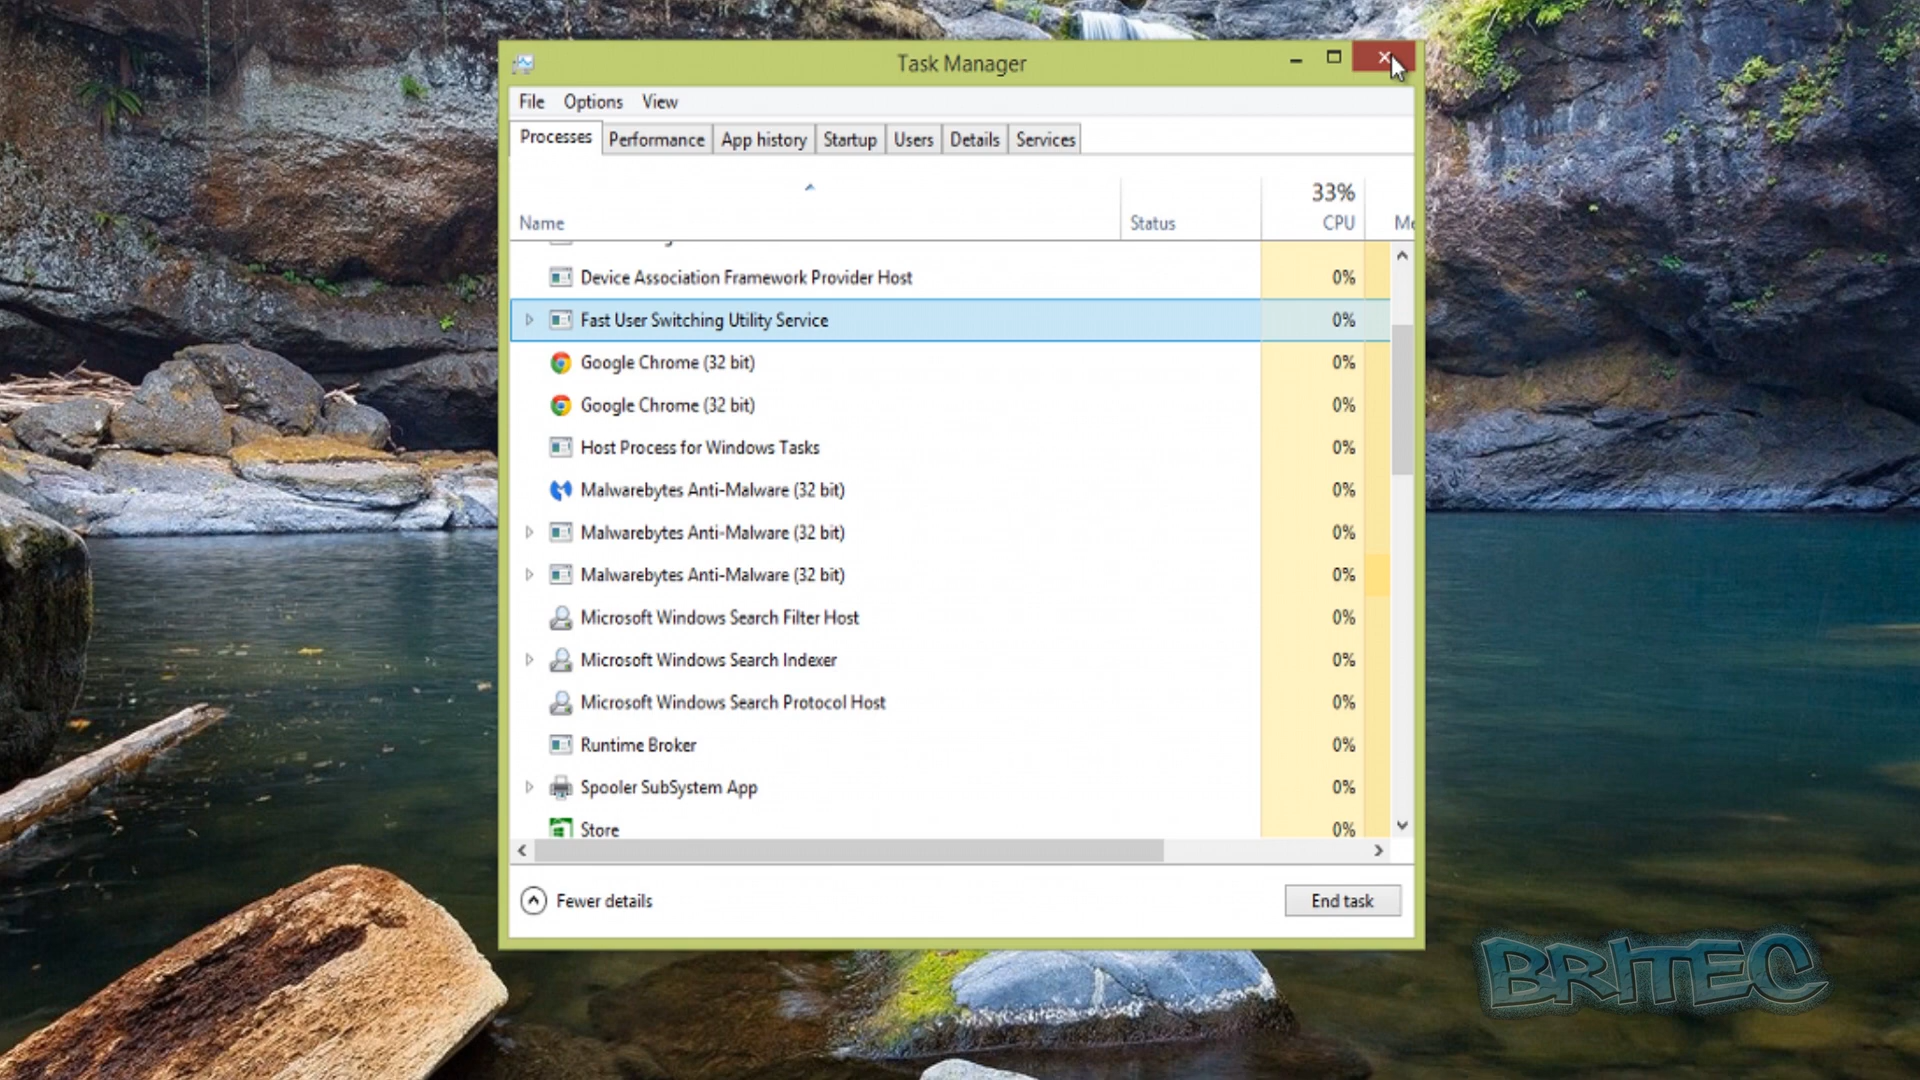 Task Manager
File Options View
Processes Performance App history Startup Users Details Services
33%
Name Status CPU
Device Association Framework Provider Host 0%
Fast User Switching Utility Service 0%
Google Chrome (32 bit) 0%
Google Chrome (32 bit) 0%
Host Process for Windows Tasks 0%
Malwarebytes Anti-Malware (32 bit) 0%
Malwarebytes Anti-Malware (32 bit) 0%
Malwarebytes Anti-Malware (32 bit) 0%
Microsoft Windows Search Filter Host 0%
Microsoft Windows Search Indexer 0%
Microsoft Windows Search Protocol Host 0%
Runtime Broker 0%
Spooler SubSystem App 0%
Store 0%
Fewer details End task
BRITEC